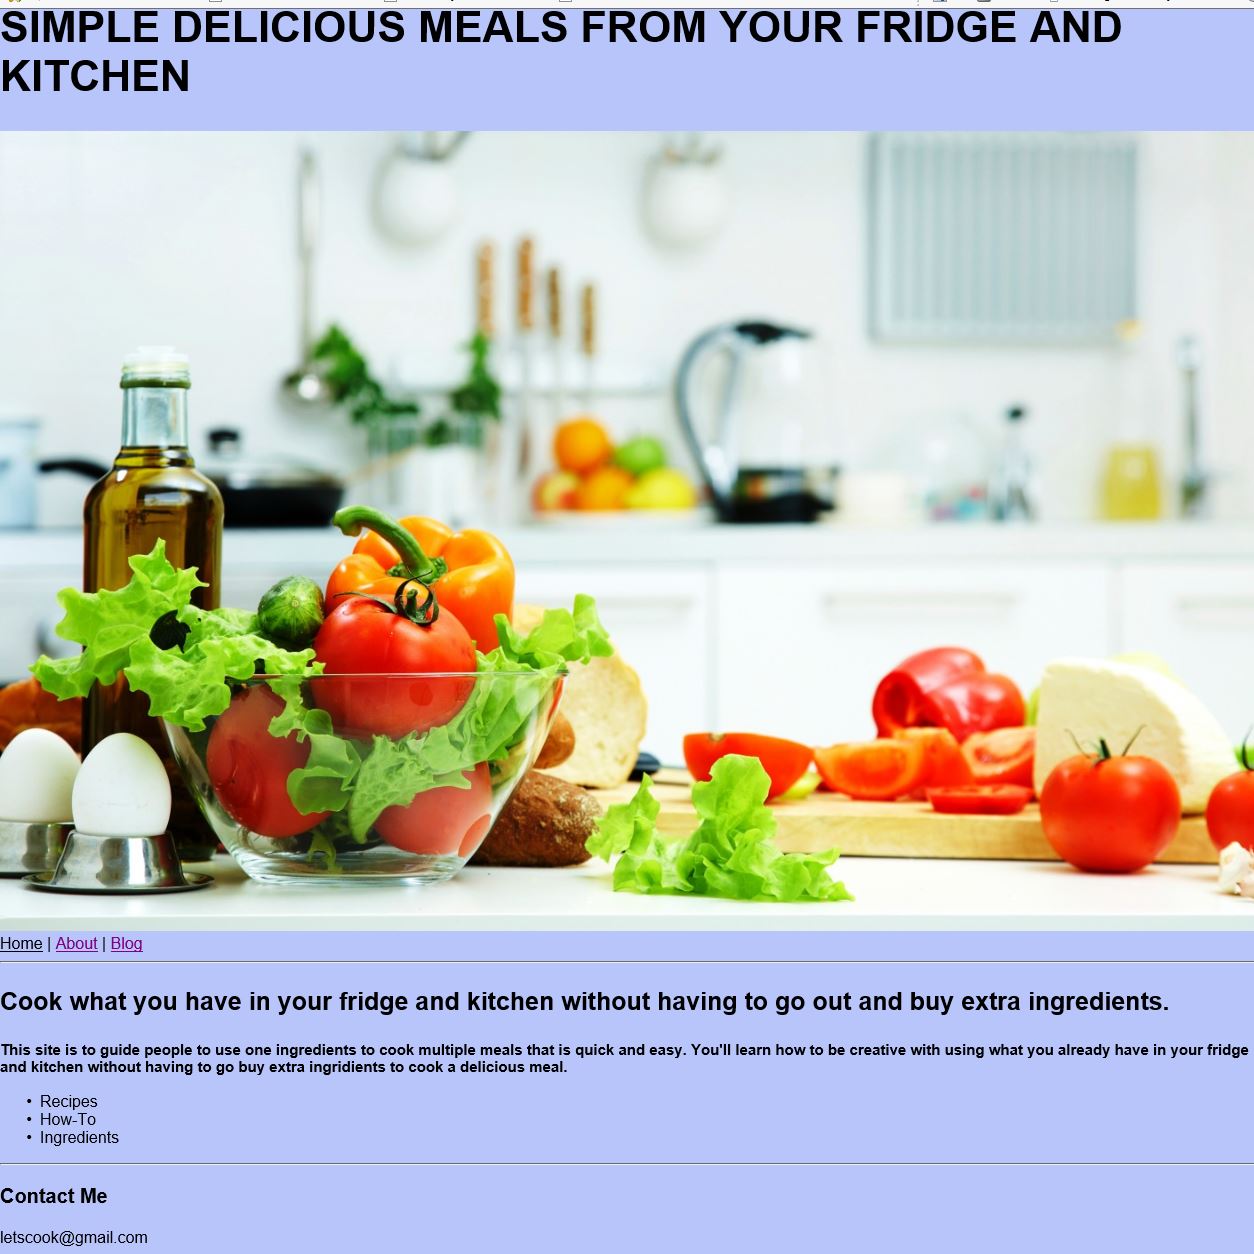 SIMPLE DELICIOUS MEALS FROM YOUR FRIDGE AND
KITCHEN
Home | About | Blog
Cook what you have in your fridge and kitchen without having to go out and buy extra ingredients.
This site is to guide people to use one ingredients to cook multiple meals that is quick and easy. You'll learn how to be creative with using what you already have in your fridge
and kitchen without having to go buy extra ingridients to cook a delicious meal.
• Recipes
• How-To
• Ingredients
Contact Me
letscook@gmail.com